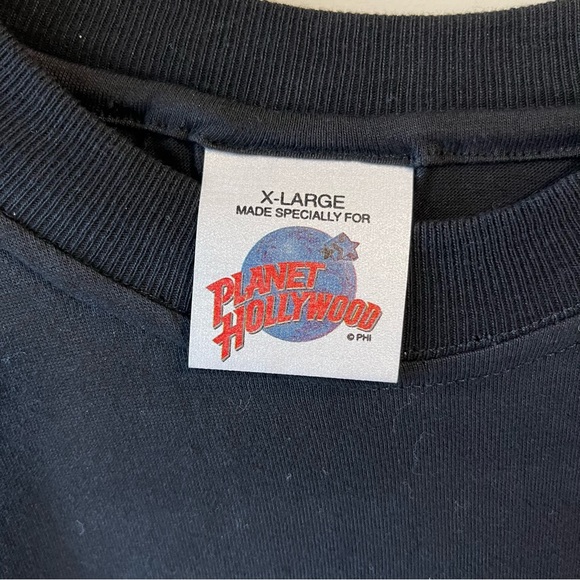 X-LARGE
MADE SPECIALLY FOR
PLANET
HOLLYWOOD
© PHI